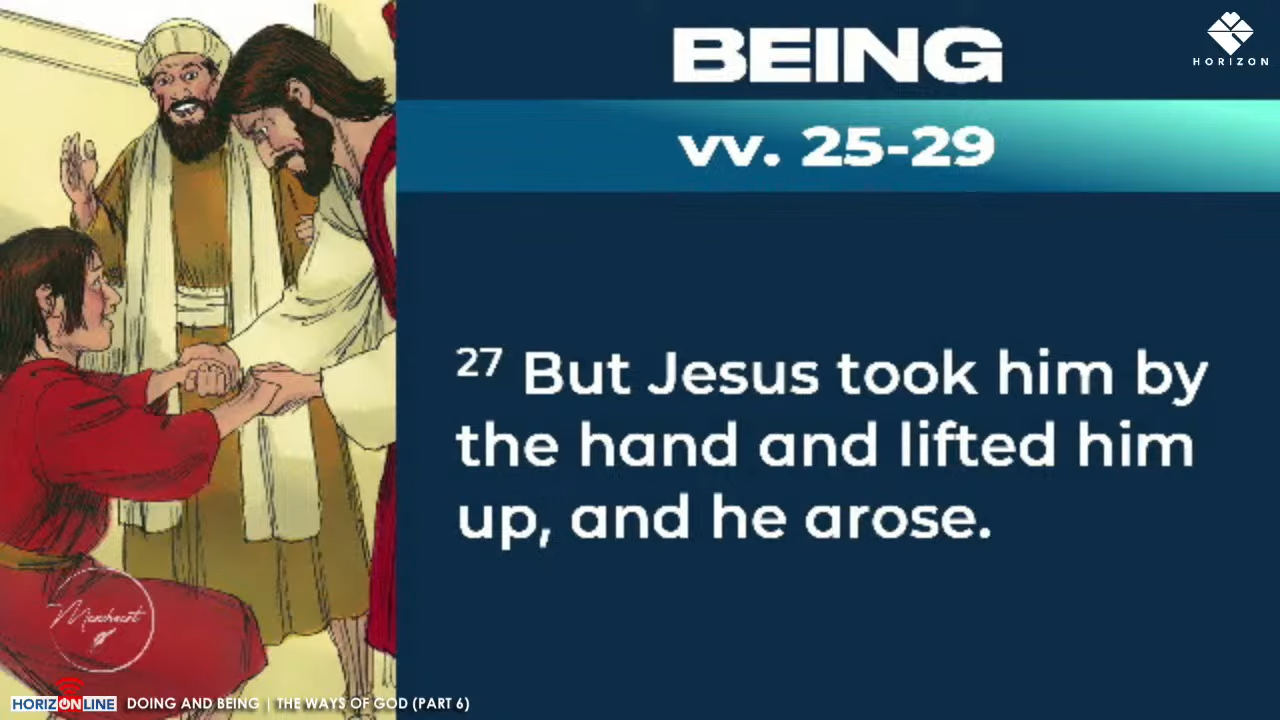 BEING
HORIZON
vv. 25-29
27 But Jesus took him by
the hand and lifted him
up, and he arose.
HORIZONLINE DOING AND BEING | THE WAYS OF GOD (PART 6)